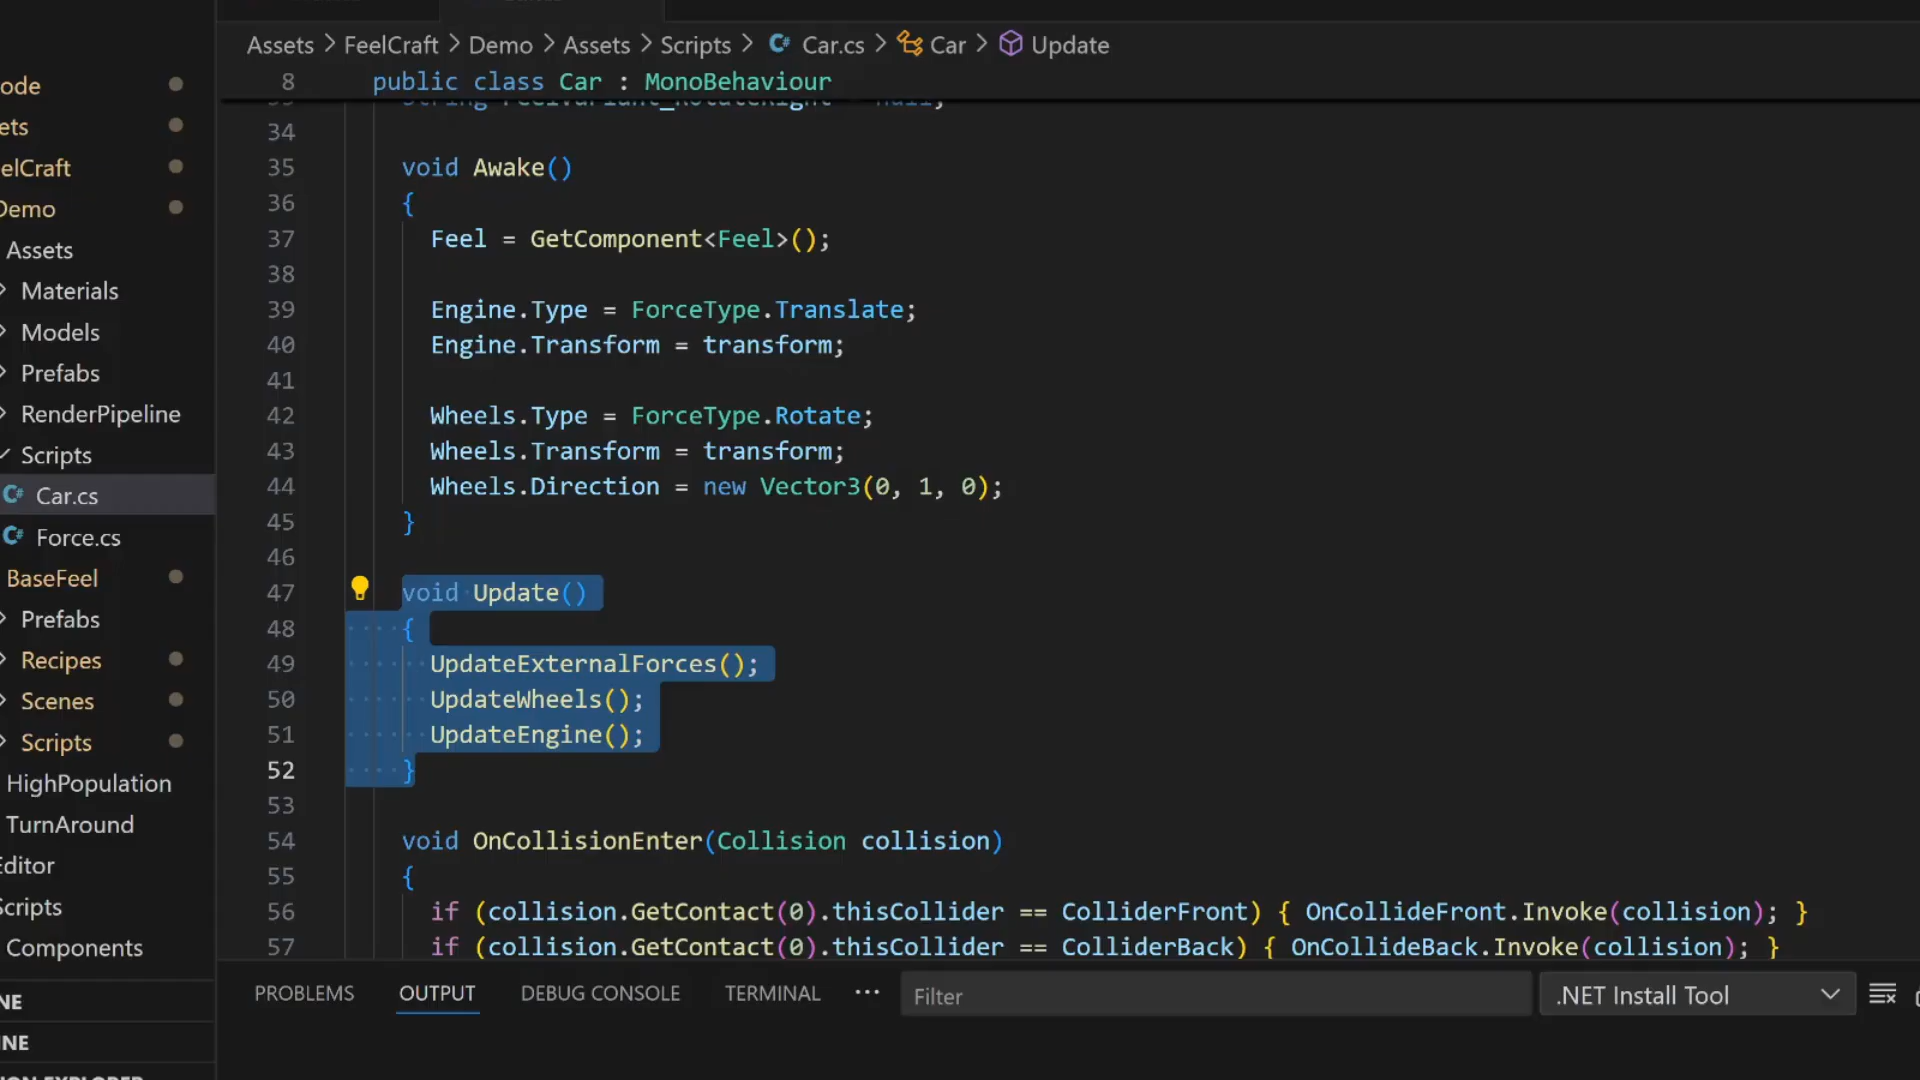 Assets > FeelCraft > Demo > Assets > Scripts > Car.cs > Car > Update
8 public class Car : MonoBehaviour
34
35 void Awake()
36 {
37 Feel = GetComponent<Feel>();
38
39 Engine.Type = ForceType.Translate;
40 Engine.Transform = transform;
41
42 Wheels.Type = ForceType.Rotate;
43 Wheels.Transform = transform;
44 Wheels.Direction = new Vector3(0, 1, 0);
45 }
46
47 void Update()
48 {
49 UpdateExternalForces();
50 UpdateWheels();
51 UpdateEngine();
52 }
53
54 void OnCollisionEnter(Collision collision)
55 {
56 if (collision.GetContact(0).thisCollider == ColliderFront) { OnCollideFront.Invoke(collision); }
57 if (collision.GetContact(0).thisCollider == ColliderBack) { OnCollideBack.Invoke(collision); }
ode
ets
elCraft
Demo
Assets
Materials
Models
Prefabs
RenderPipeline
Scripts
C# Car.cs
C# Force.cs
BaseFeel
Prefabs
Recipes
Scenes
Scripts
HighPopulation
TurnAround
Editor
Scripts
Components
NE
NE
PROBLEMS OUTPUT DEBUG CONSOLE TERMINAL ··· Filter .NET Install Tool